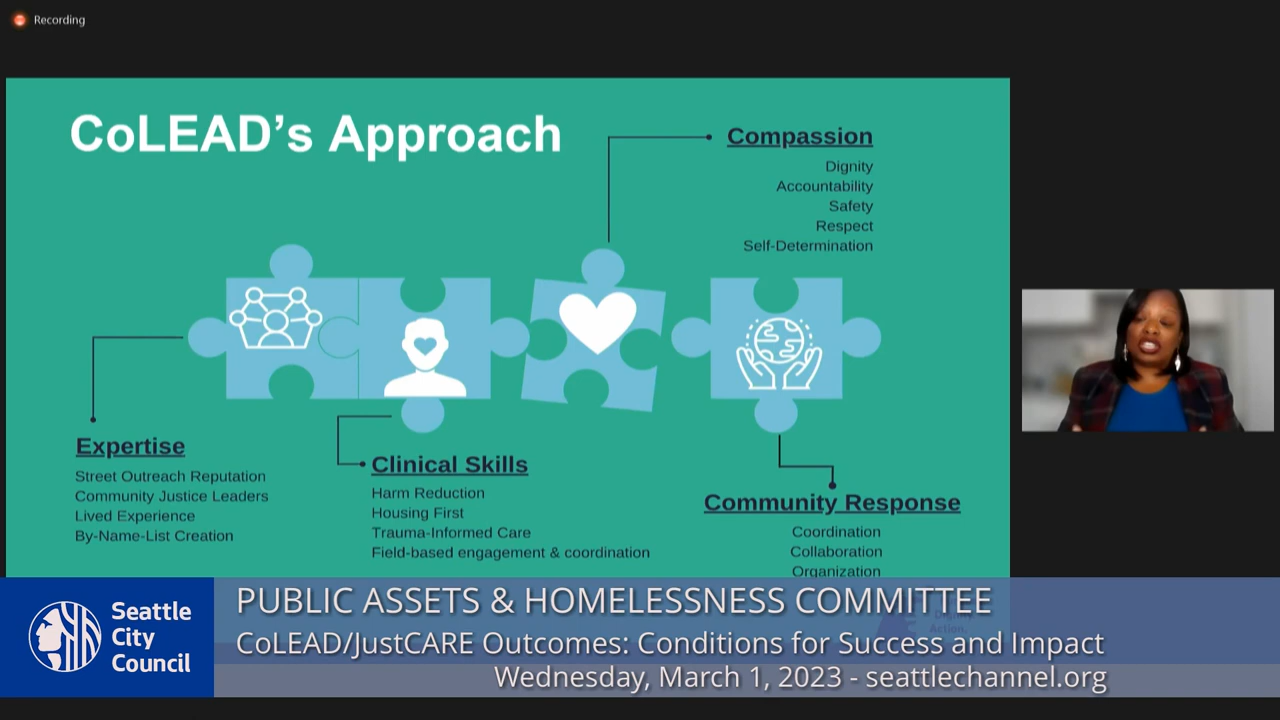 Recording
CoLEAD's Approach
Compassion
Dignity
Accountability
Safety
Respect
Self-Determination
Expertise
Street Outreach Reputation
Community Justice Leaders
Lived Experience
By-Name-List Creation
Clinical Skills
Harm Reduction
Housing First
Trauma-Informed Care
Field-based engagement & coordination
Community Response
Coordination
Collaboration
Organization
Seattle
City
Council
PUBLIC ASSETS & HOMELESSNESS COMMITTEE
CoLEAD/JustCARE Outcomes: Conditions for Success and Impact
Wednesday, March 1, 2023 - seattlechannel.org